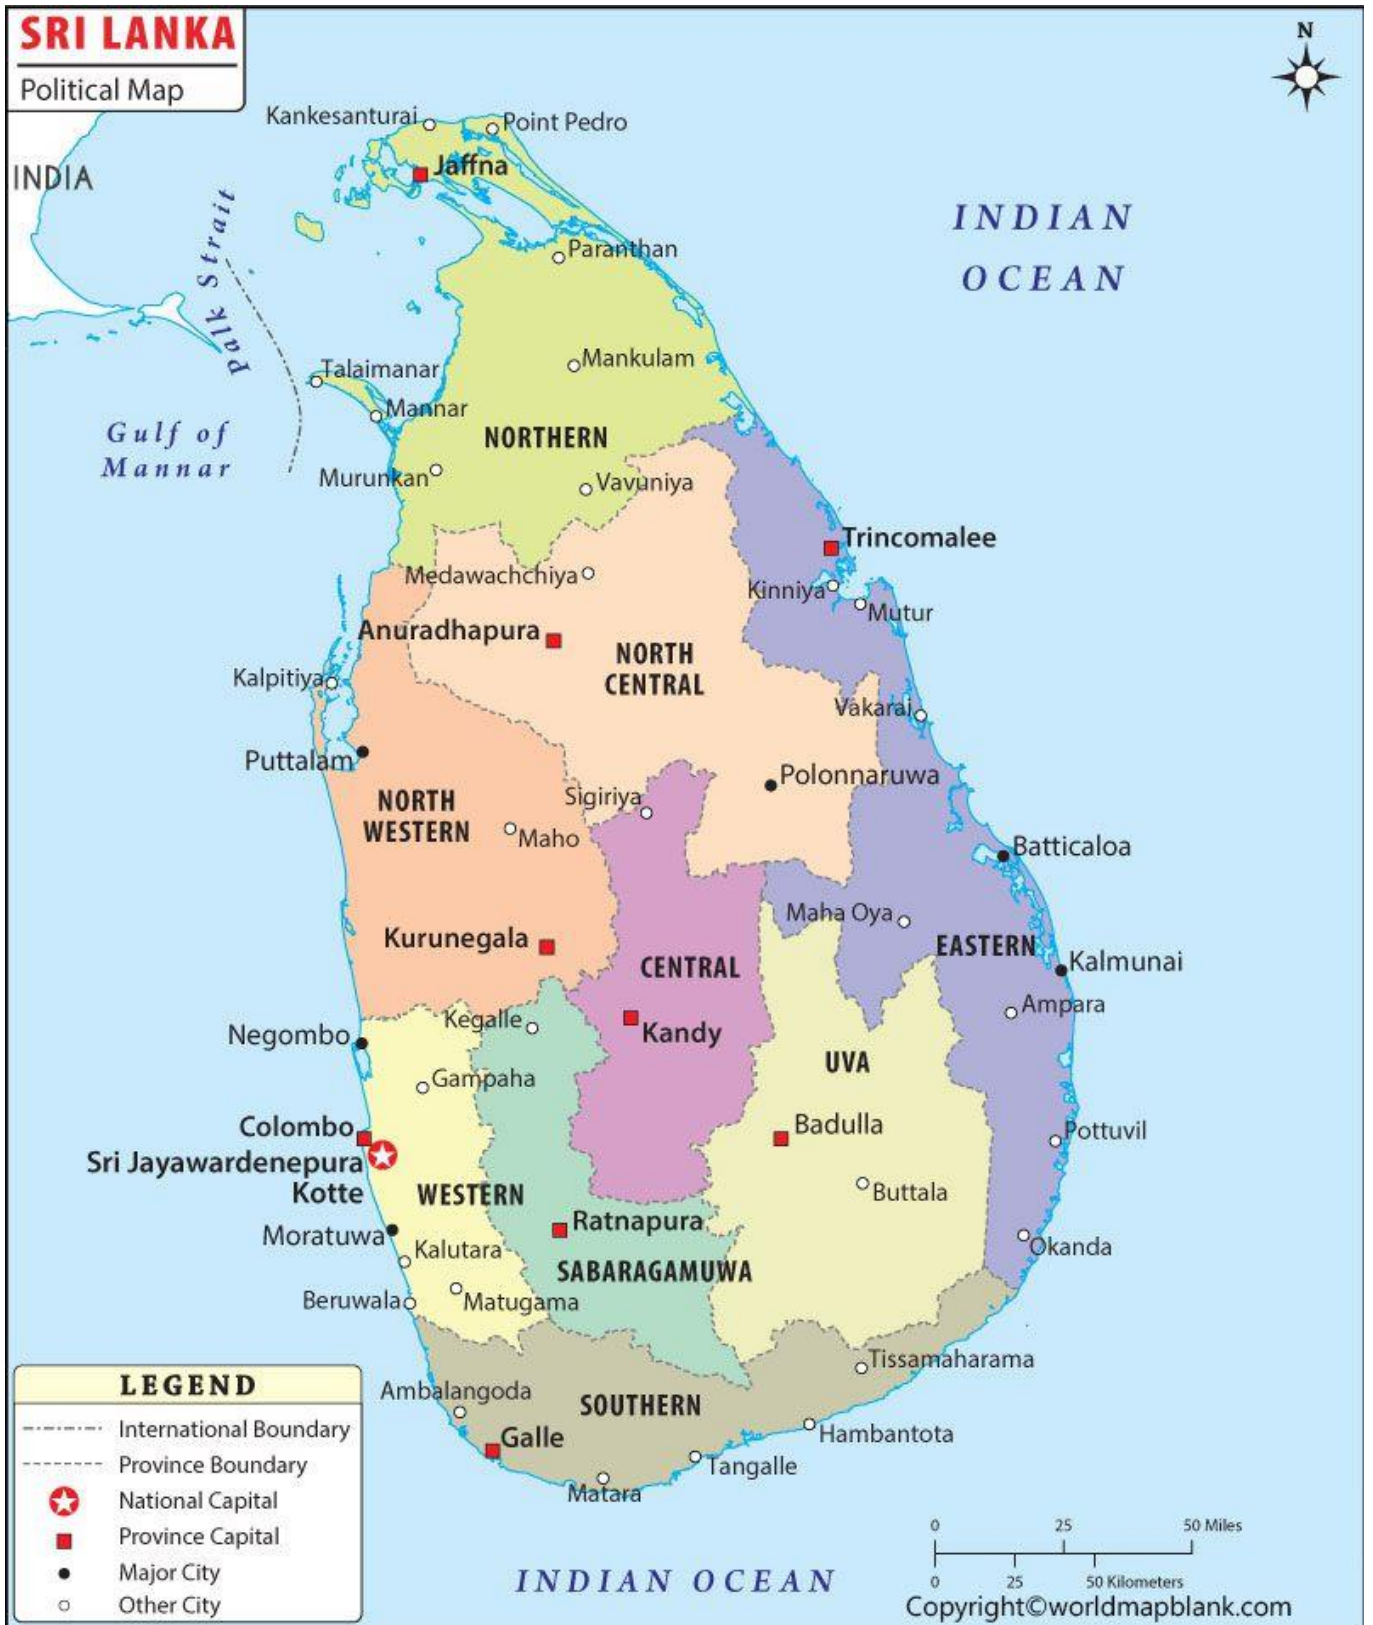 SRI LANKA
Political Map
N
INDIA
Palk Strait
Gulf of
Mannar
INDIAN
OCEAN
Kankesanturai
Point Pedro
Jaffna
Paranthan
Talaimanar
Mankulam
Mannar
NORTHERN
Murunkan
Vavuniya
Trincomalee
Medawachchiya
Kinniya
Mutur
Anuradhapura
NORTH
CENTRAL
Kalpitiya
Vakarai
Puttalam
Polonnaruwa
Sigiriya
NORTH
WESTERN
Maho
Batticaloa
Maha Oya
Kurunegala
EASTERN
CENTRAL
Kalmunai
Ampara
Kegalle
Negombo
Kandy
UVA
Gampaha
Colombo
Badulla
Pottuvil
Sri Jayawardenepura
Kotte
WESTERN
Buttala
Ratnapura
Moratuwa
Kalutara
Okanda
SABARAGAMUWA
Beruwala
Matugama
Tissamaharama
Ambalangoda
SOUTHERN
Galle
Hambantota
Tangalle
Matara
INDIAN OCEAN
LEGEND
International Boundary
Province Boundary
National Capital
Province Capital
Major City
Other City
0 25 50 Miles
0 25 50 Kilometers
Copyright©worldmapblank.com